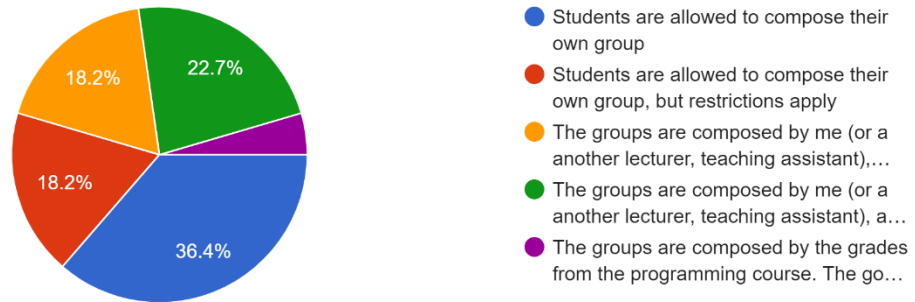 18.2%
22.7%
18.2%
36.4%
Students are allowed to compose their
own group
Students are allowed to compose their
own group, but restrictions apply
The groups are composed by me (or a
another lecturer, teaching assistant),…
The groups are composed by me (or a
another lecturer, teaching assistant), a…
The groups are composed by the grades
from the programming course. The go…